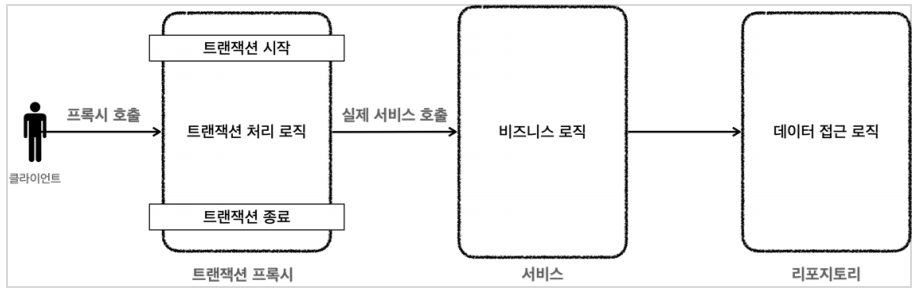 트랜잭션 시작
프록시 호출
트랜잭션 처리 로직
실제 서비스 호출
비즈니스 로직
데이터 접근 로직
클라이언트
트랜잭션 종료
트랜잭션 프록시
서비스
리포지토리